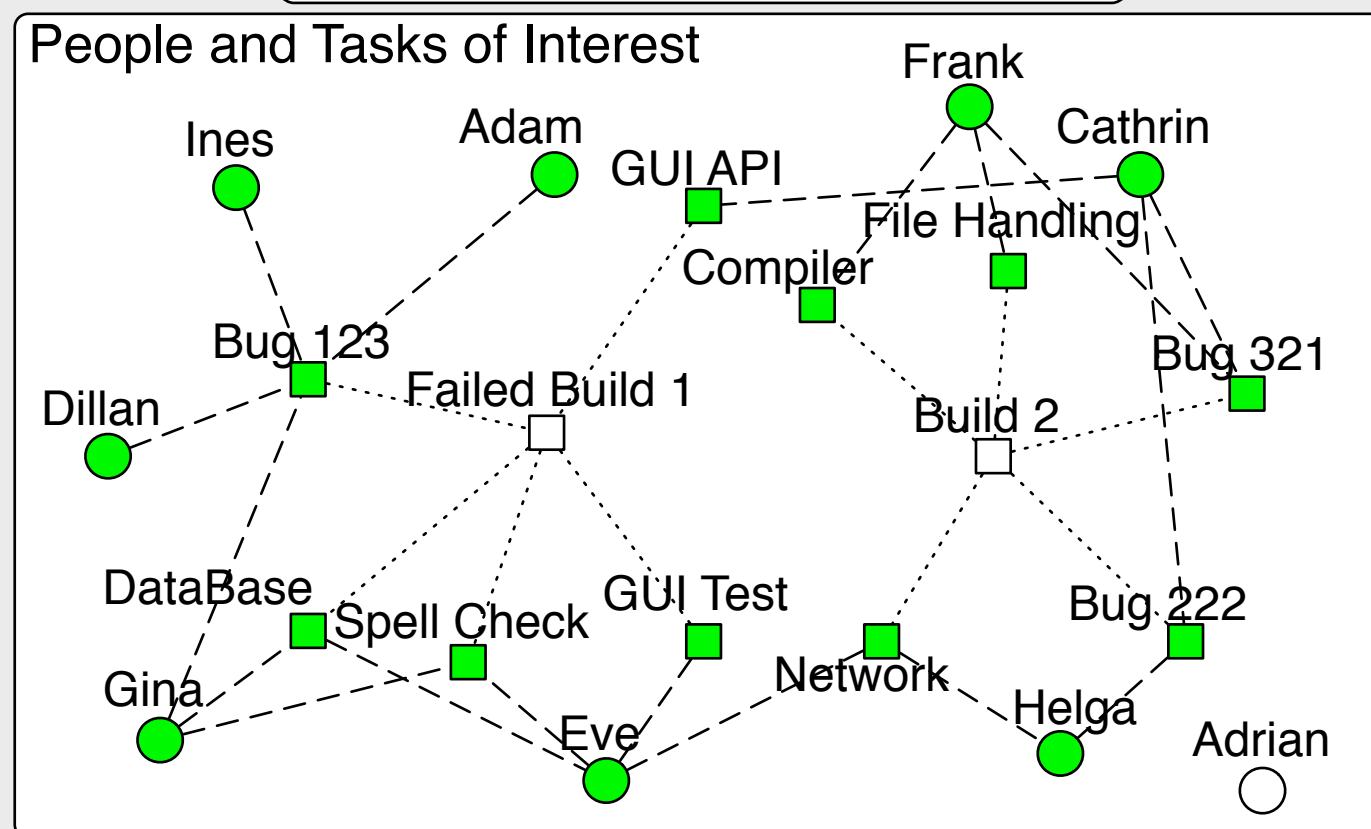 People and Tasks of Interest
Frank
Ines
Adam
Cathrin
GUI API
File Handling
Compiler
Bug 123
Bug 321
Failed Build 1
Dillan
Build 2
DataBase
GUI Test
Bug 222
Spell Check
Network
Gina
Helga
Eve
Adrian